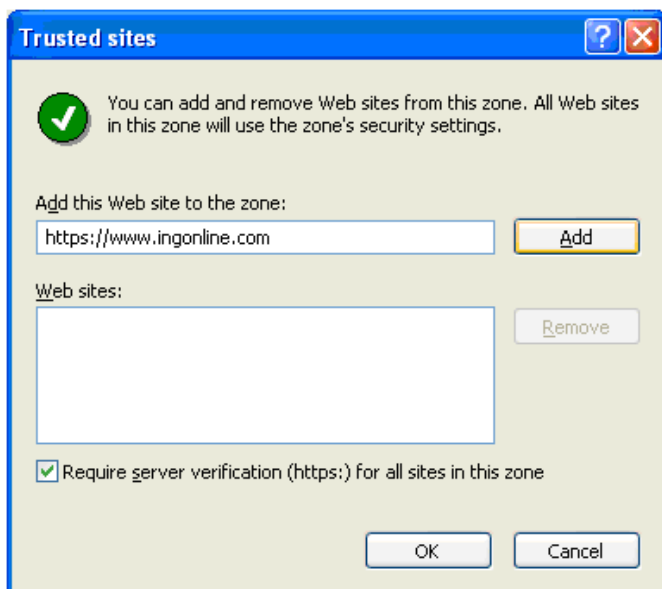 Trusted sites
You can add and remove Web sites from this zone. All Web sites
in this zone will use the zone's security settings.
Add this Web site to the zone:
https://www.ingonline.com
Add
Web sites:
Remove
Require server verification (https:) for all sites in this zone
OK
Cancel